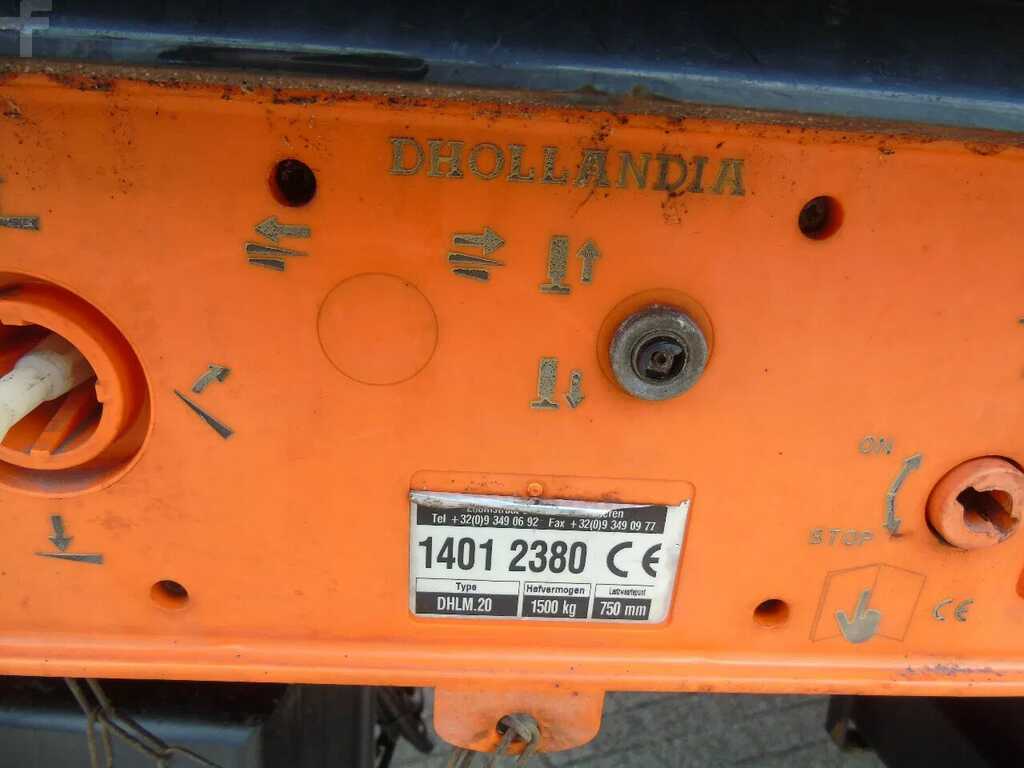 DHOLLANDIA
ON
STOP
Tel +32(0)9 349 06 92 Fax +32(0)9 349 09 77
1401 2380 CE
Type Hefvermogen
DHLM.20 1500 kg 750 mm
CE